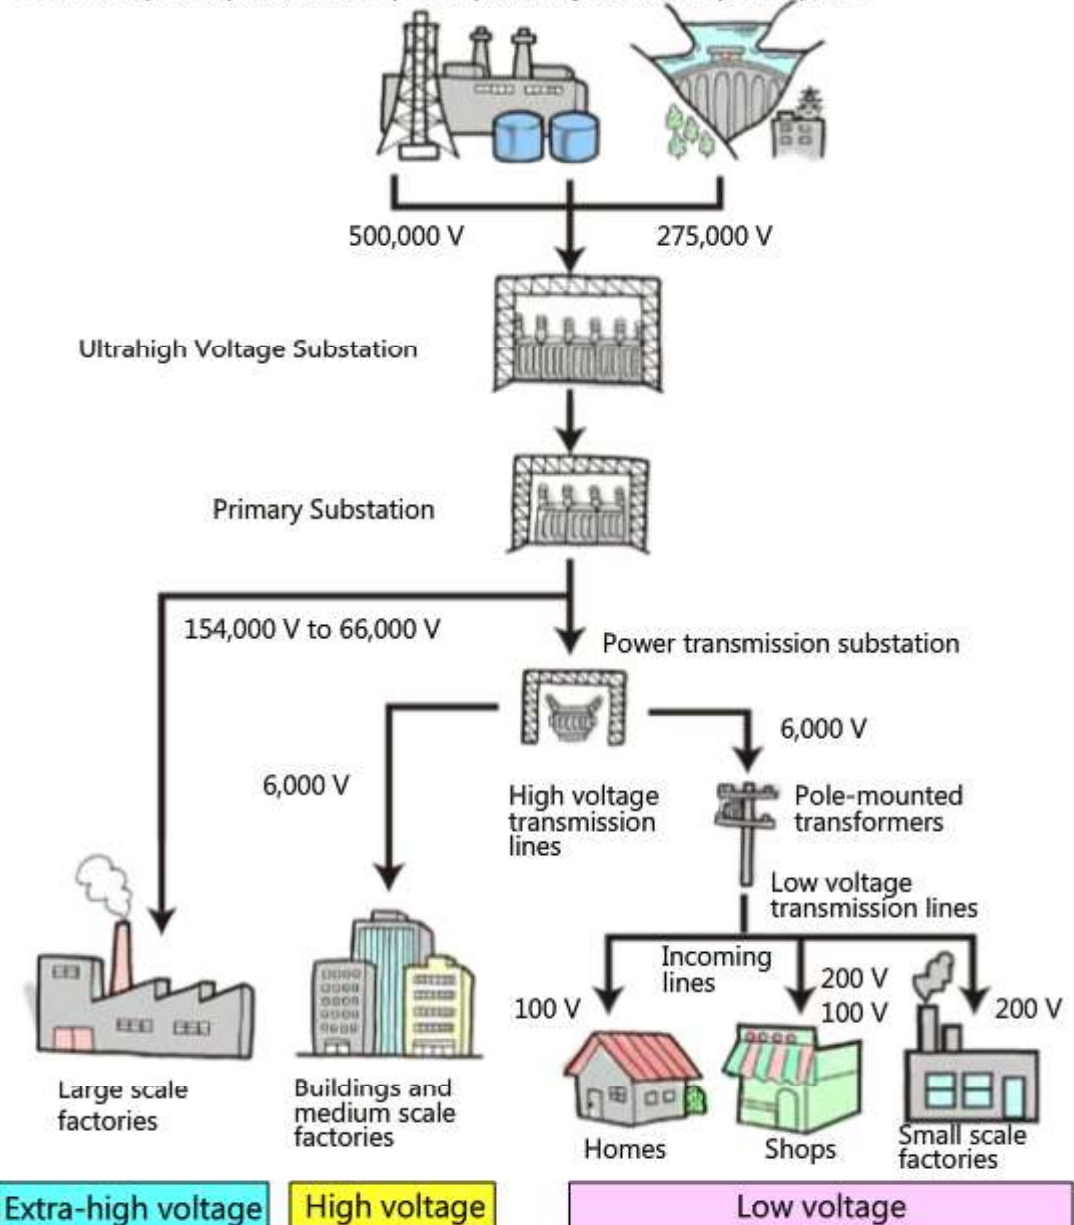 500,000 V
275,000 V
Ultrahigh Voltage Substation
Primary Substation
154,000 V to 66,000 V
Power transmission substation
6,000 V
6,000 V
High voltage
transmission
lines
Pole-mounted
transformers
Low voltage
transmission lines
Incoming
lines
100 V
200 V
100 V
200 V
Large scale
factories
Buildings and
medium scale
factories
Homes
Shops
Small scale
factories
Extra-high voltage
High voltage
Low voltage